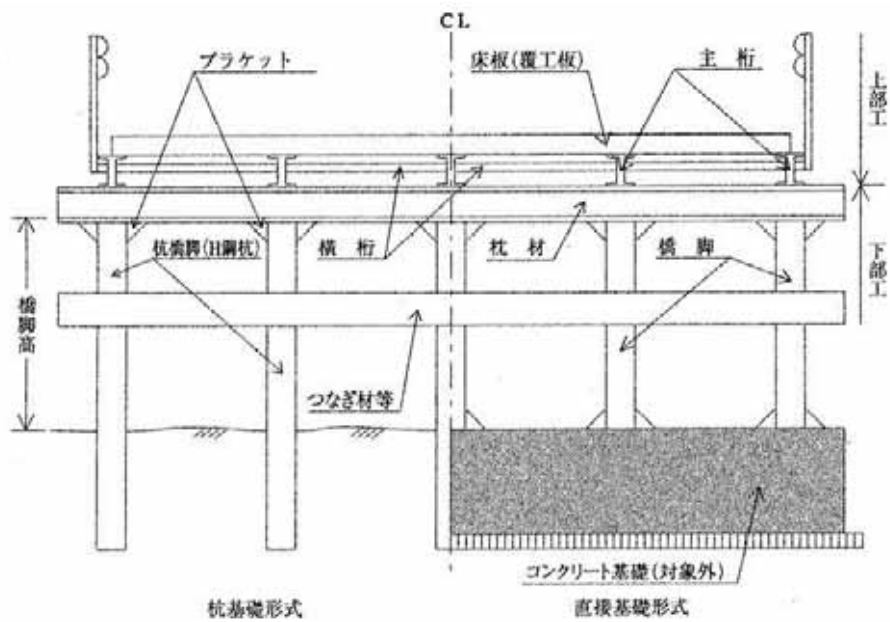 CL
ブラケット
床板(覆工板)
主桁
上部工
杭橋脚(H鋼杭)
横桁
枕材
橋脚
下部工
橋脚高
つなぎ材等
コンクリート基礎(対象外)
杭基礎形式
直接基礎形式